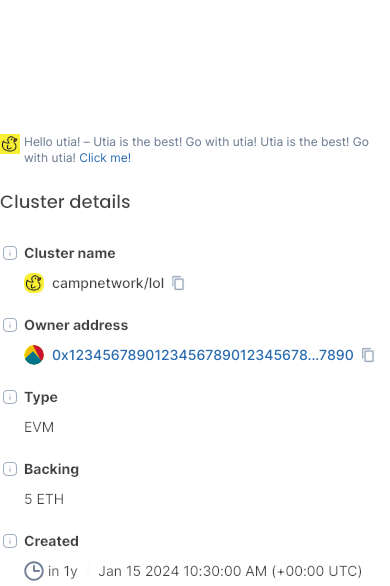 Hello utia! – Utia is the best! Go with utia! Utia is the best! Go
with utia! Click me!
Cluster details
Cluster name
campnetwork/lol
Owner address
0x1234567890123456789012345678...7890
Type
EVM
Backing
5 ETH
Created
in 1y Jan 15 2024 10:30:00 AM (+00:00 UTC)